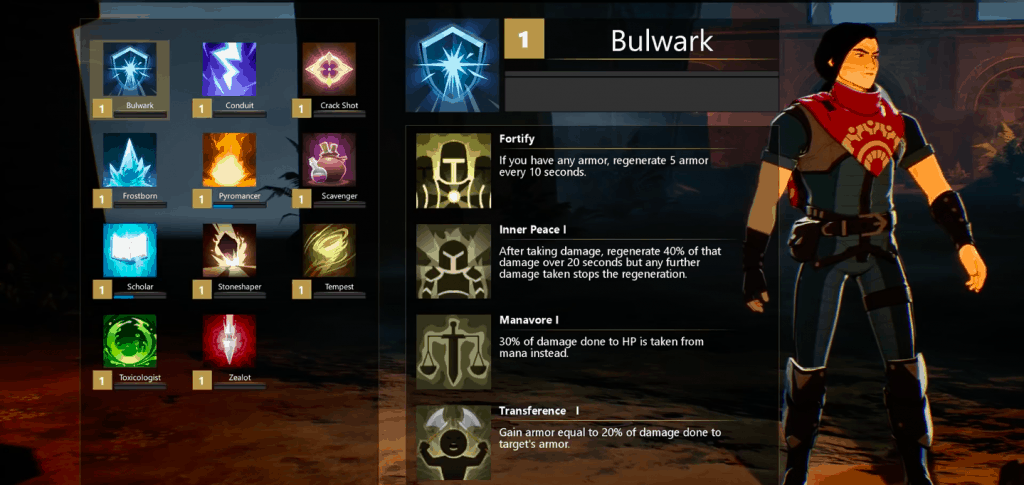 1
Bulwark
1
Conduit
1
Crack Shot
1
Frostborn
1
Pyromancer
1
Scavenger
1
Scholar
1
Stoneshaper
1
Tempest
1
Toxicologist
1
Zealot
1
Bulwark
Fortify
If you have any armor, regenerate 5 armor
every 10 seconds.
Inner Peace I
After taking damage, regenerate 40% of that
damage over 20 seconds but any further
damage taken stops the regeneration.
Manavore I
30% of damage done to HP is taken from
mana instead.
Transference I
Gain armor equal to 20% of damage done to
target's armor.